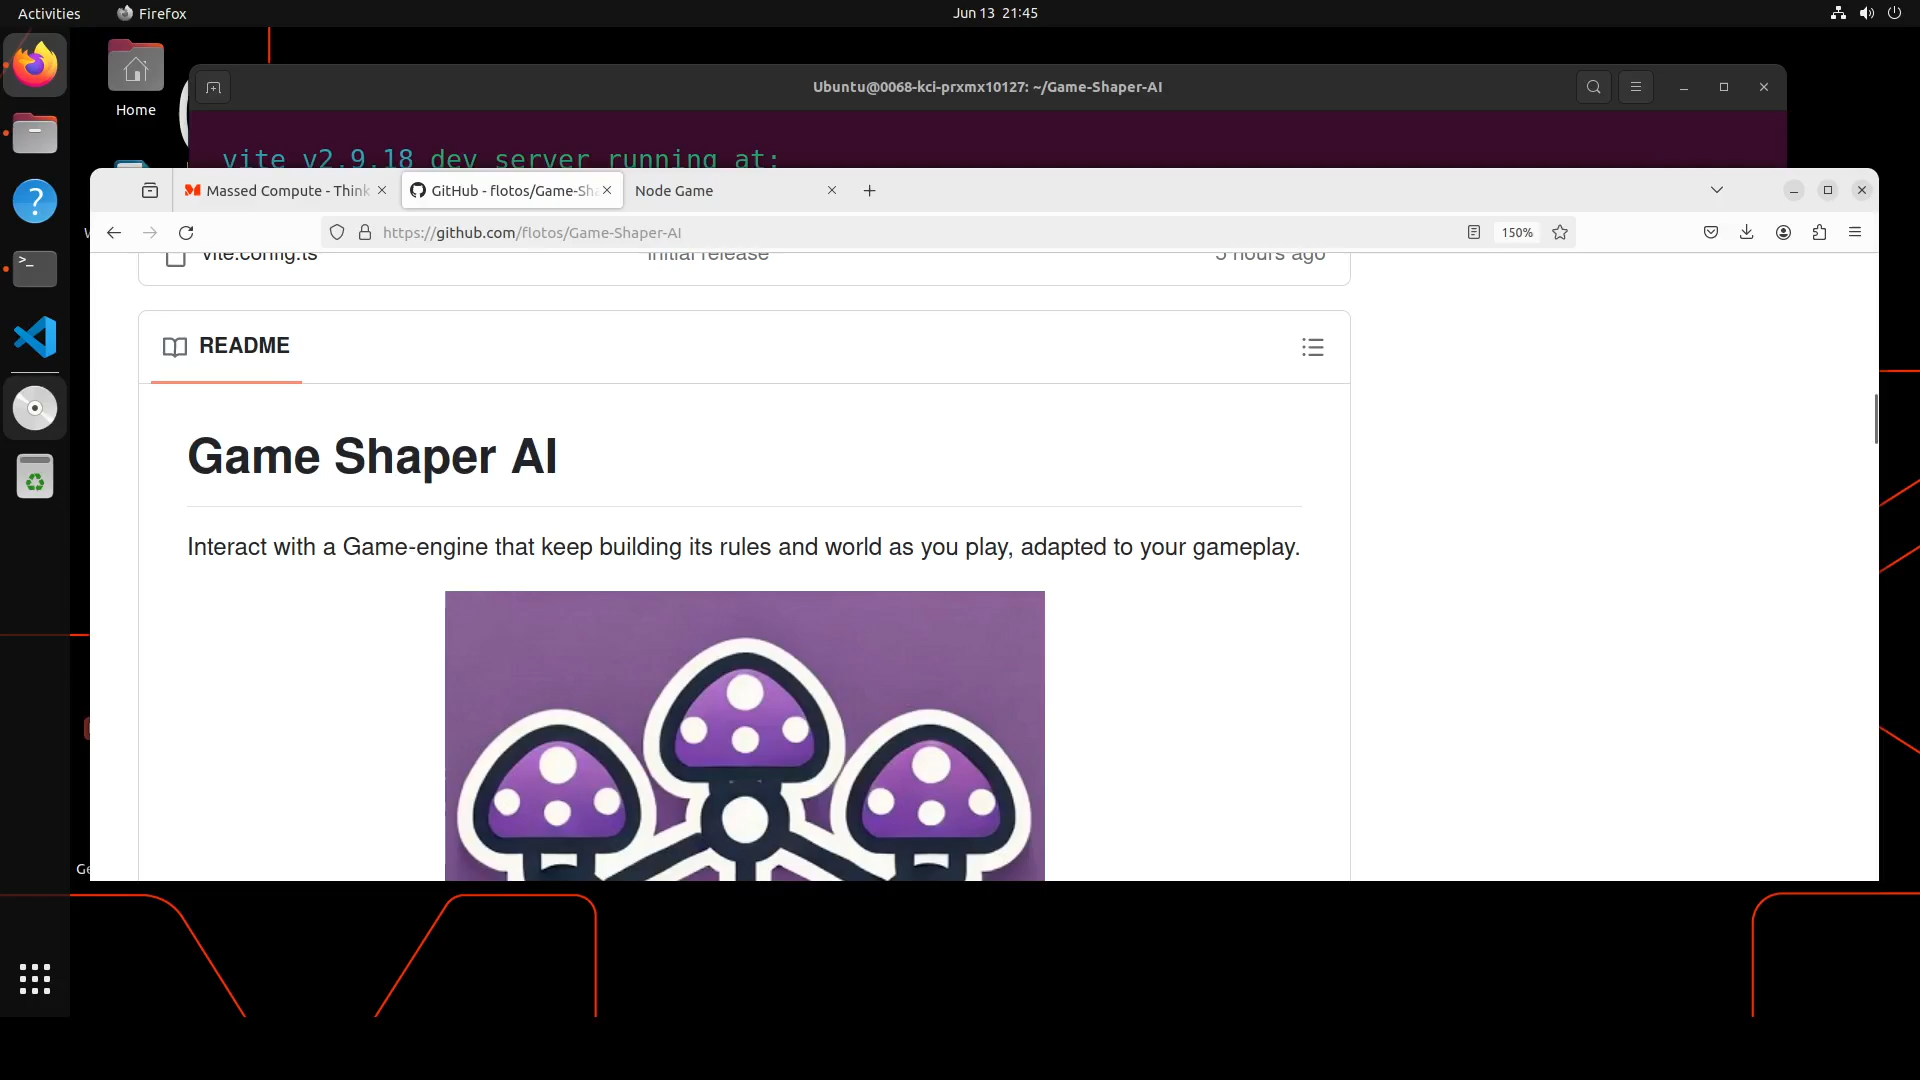 Activities
Firefox
Jun 13 21:45
Home
Ubuntu@0068-kci-prxmx10127: ~/Game-Shaper-AI
vite v2.9.18 dev server running at:
Massed Compute - Think
GitHub - flotos/Game-Sha
Node Game
https://github.com/flotos/Game-Shaper-AI
150%
vite.config.ts
initial release
5 hours ago
README
Game Shaper AI
Interact with a Game-engine that keep building its rules and world as you play, adapted to your gameplay.